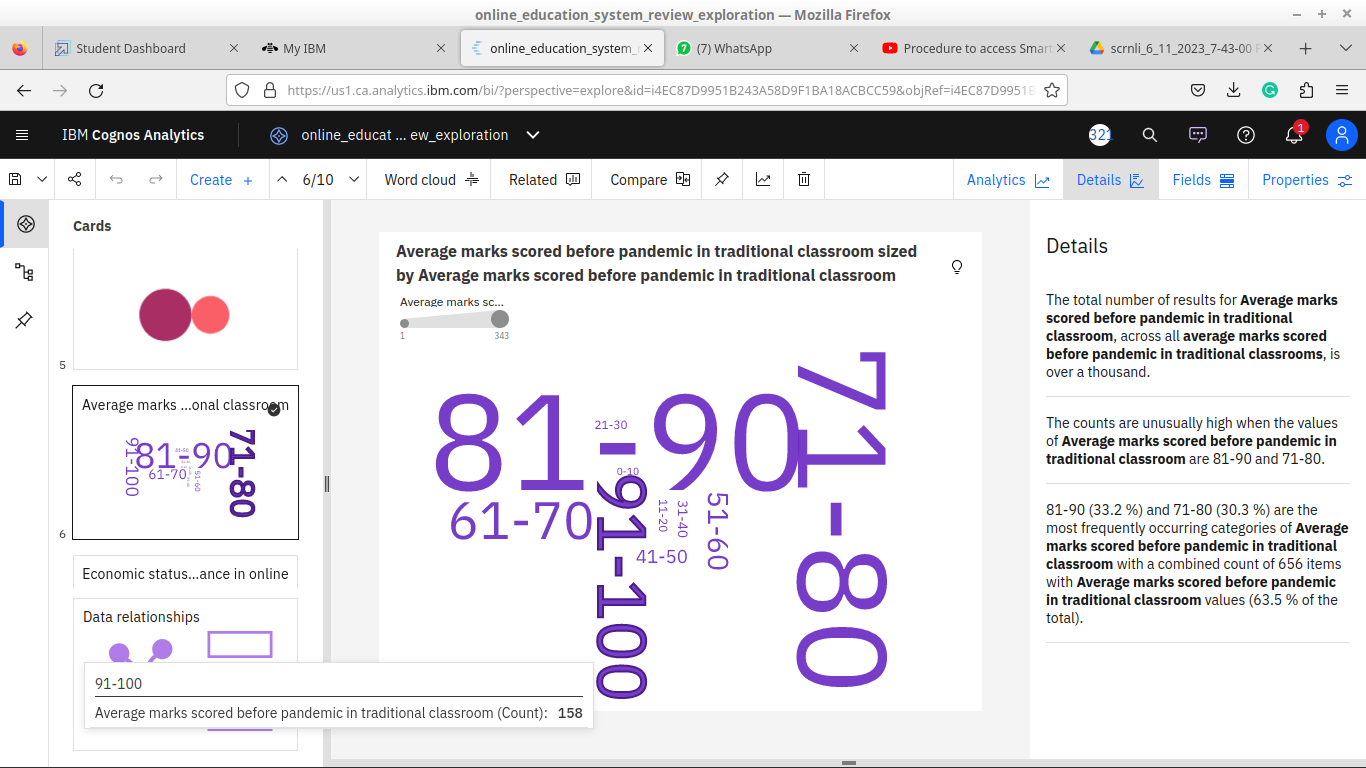 online_education_system_review_exploration — Mozilla Firefox
Student Dashboard
My IBM
online_education_system_
(7) WhatsApp
Procedure to access Smar
scrnli_6_11_2023_7-43-00
https://us1.ca.analytics.ibm.com/bi/?perspective=explore&id=i4EC87D9951B243A58D9F1BA18ACBCC59&objRef=i4EC87D9951B
IBM Cognos Analytics
online_educat ... ew_exploration
321
1
Create +
6/10
Word cloud
Related
Compare
Analytics
Details
Fields
Properties
Cards
5
Average marks ...onal classroom
91-100
81-90
61-70
51-60
71-80
6
Economic status...ance in online
Data relationships
Average marks scored before pandemic in traditional classroom sized
by Average marks scored before pandemic in traditional classroom
Average marks sc...
1
343
81-90
71-80
21-30
0-10
61-70
91-100
11-20
31-40
51-60
41-50
91-100
Average marks scored before pandemic in traditional classroom (Count): 158
Details
The total number of results for Average marks
scored before pandemic in traditional
classroom, across all average marks scored
before pandemic in traditional classrooms, is
over a thousand.
The counts are unusually high when the values
of Average marks scored before pandemic in
traditional classroom are 81-90 and 71-80.
81-90 (33.2 %) and 71-80 (30.3 %) are the
most frequently occurring categories of Average
marks scored before pandemic in traditional
classroom with a combined count of 656 items
with Average marks scored before pandemic
in traditional classroom values (63.5 % of the
total).